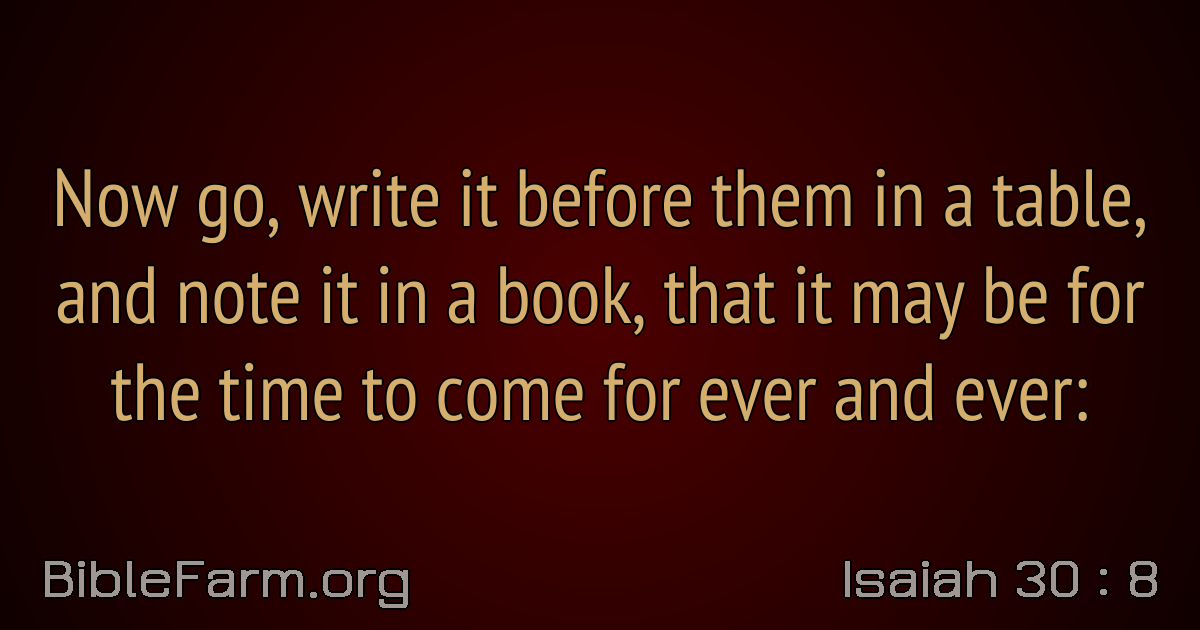 Now go, write it before them in a table,
and note it in a book, that it may be for
the time to come for ever and ever:
BibleFarm.org
Isaiah 30 : 8